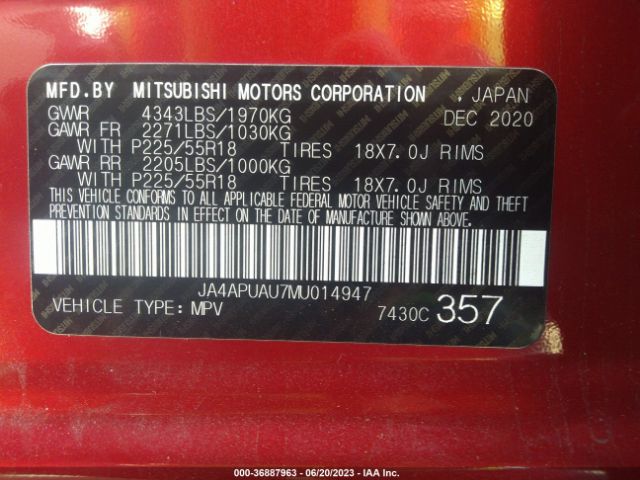 MFD.BY MITSUBISHI MOTORS CORPORATION , JAPAN
GVWR 4343LBS/1970KG DEC 2020
GAWR FR 2271LBS/1030KG
WITH P225/55R18 TIRES 18X7.0J RIMS
GAWR RR 2205LBS/1000KG
WITH P225/55R18 TIRES 18X7.0J RIMS
THIS VEHICLE CONFORMS TO ALL APPLICABLE FEDERAL MOTOR VEHICLE SAFETY AND THEFT
PREVENTION STANDARDS IN EFFECT ON THE DATE OF MANUFACTURE SHOWN ABOVE.
JA4APUAU7MU014947
VEHICLE TYPE:MPV 7430C 357
000-36887963 - 06/20/2023 - IAA Inc.